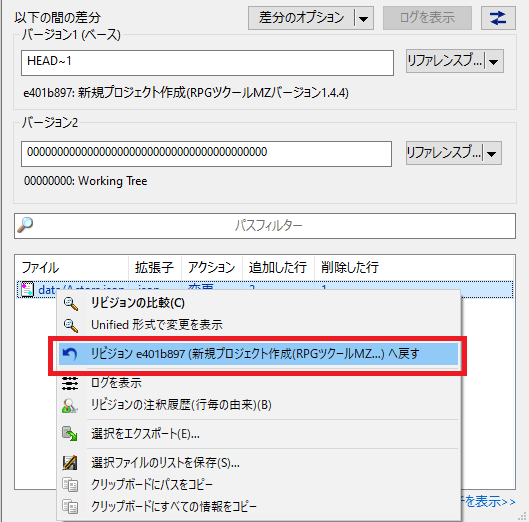 以下の間の差分
差分のオプション
ログを表示
バージョン1 (ベース)
HEAD~1
リファレンスブ...
e401b897: 新規プロジェクト作成(RPGツクールMZバージョン1.4.4)
バージョン2
0000000000000000000000000000000000000000
リファレンスブ...
00000000: Working Tree
パスフィルター
ファイル 拡張子 アクション 追加した行 削除した行
リビジョンの比較(C)
Unified 形式で変更を表示
リビジョン e401b897 (新規プロジェクト作成(RPGツクールMZ...) へ戻す
ログを表示
リビジョンの注釈履歴(行毎の由来)(B)
選択をエクスポート(E)...
選択ファイルのリストを保存(S)...
クリップボードにパスをコピー
クリップボードにすべての情報をコピー
を表示>>